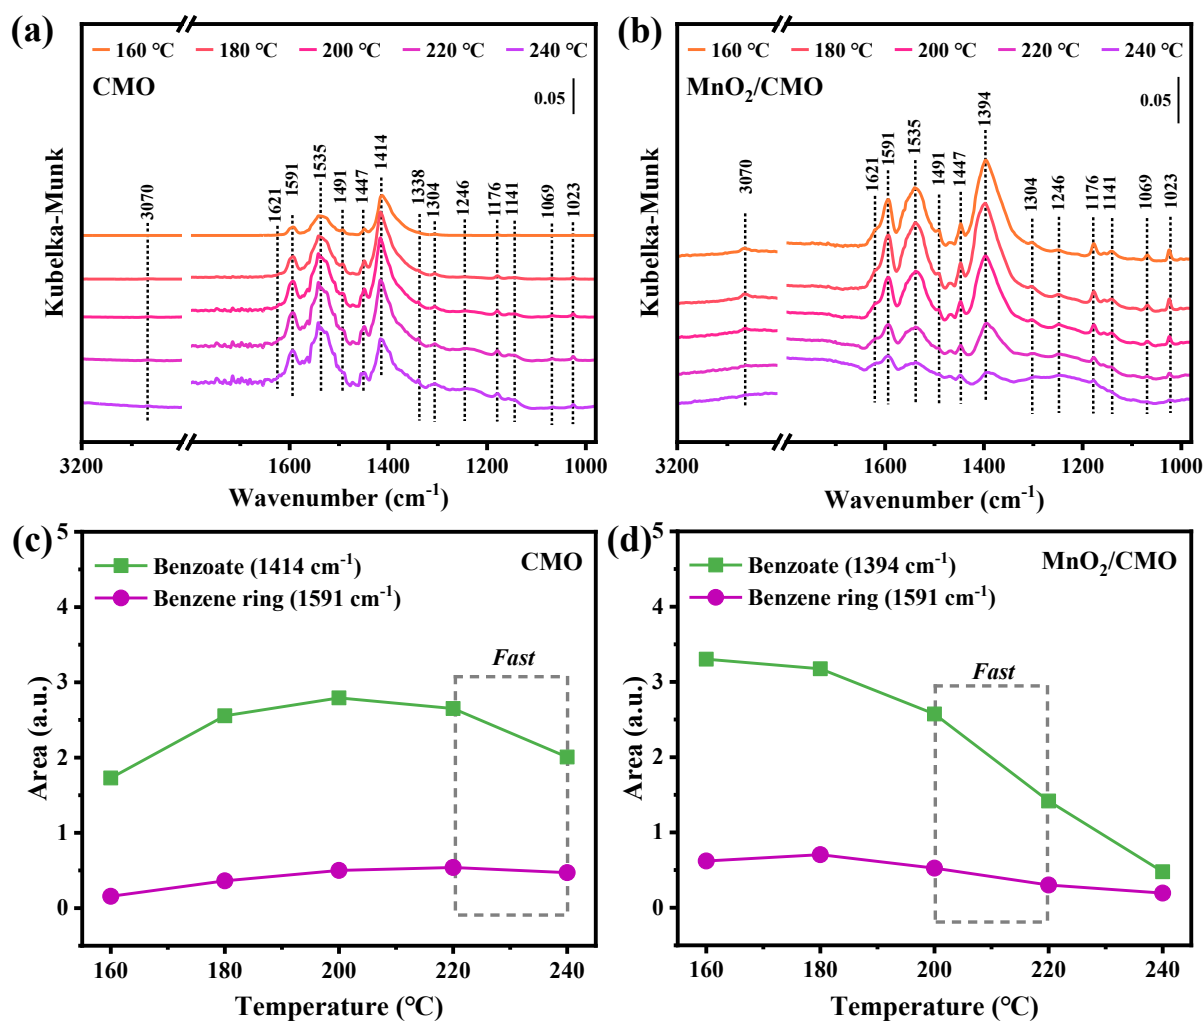 (a)
160 ℃ 180 ℃ 200 ℃ 220 ℃ 240 ℃
CMO
0.05
3070 1621 1591 1535 1491 1447 1414 1338 1304 1246 1176 1141 1069 1023
Kubelka-Munk
3200 1600 1400 1200 1000
Wavenumber (cm⁻¹)
(b)
160 ℃ 180 ℃ 200 ℃ 220 ℃ 240 ℃
MnO₂/CMO
0.05
3070 1621 1591 1535 1491 1447 1394 1304 1246 1176 1141 1069 1023
Kubelka-Munk
3200 1600 1400 1200 1000
Wavenumber (cm⁻¹)
(c)
Benzoate (1414 cm⁻¹)
Benzene ring (1591 cm⁻¹)
CMO
Fast
Area (a.u.)
5
4
3
2
1
0
160 180 200 220 240
Temperature (℃)
(d)
Benzoate (1394 cm⁻¹)
Benzene ring (1591 cm⁻¹)
MnO₂/CMO
Fast
Area (a.u.)
5
4
3
2
1
0
160 180 200 220 240
Temperature (℃)